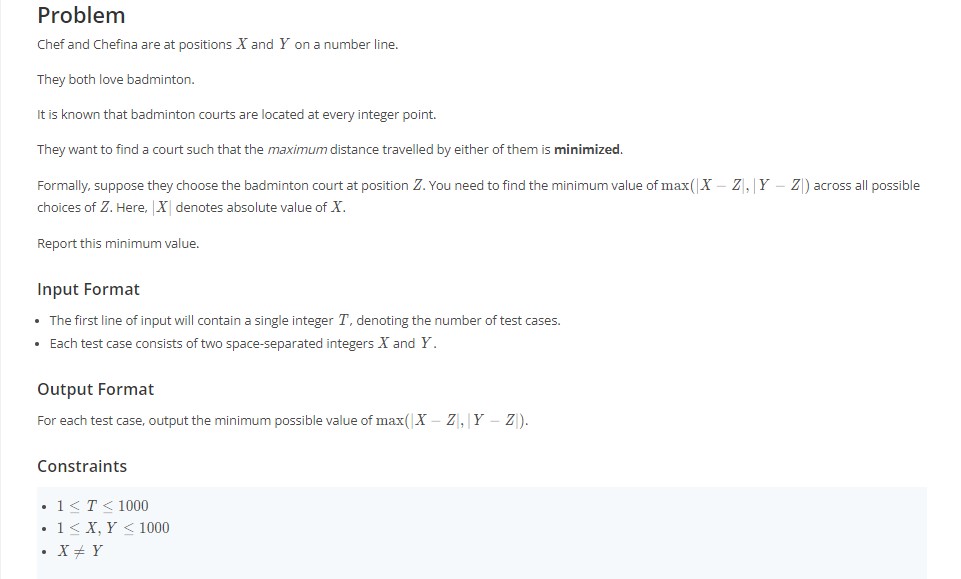 Problem
Chef and Chefina are at positions X and Y on a number line.
They both love badminton.
It is known that badminton courts are located at every integer point.
They want to find a court such that the maximum distance travelled by either of them is minimized.
Formally, suppose they choose the badminton court at position Z. You need to find the minimum value of max(|X − Z|, |Y − Z|) across all possible
choices of Z. Here, |X| denotes absolute value of X.
Report this minimum value.
Input Format
• The first line of input will contain a single integer T, denoting the number of test cases.
• Each test case consists of two space-separated integers X and Y.
Output Format
For each test case, output the minimum possible value of max(|X − Z|, |Y − Z|).
Constraints
• 1 ≤ T ≤ 1000
• 1 ≤ X, Y ≤ 1000
• X ≠ Y